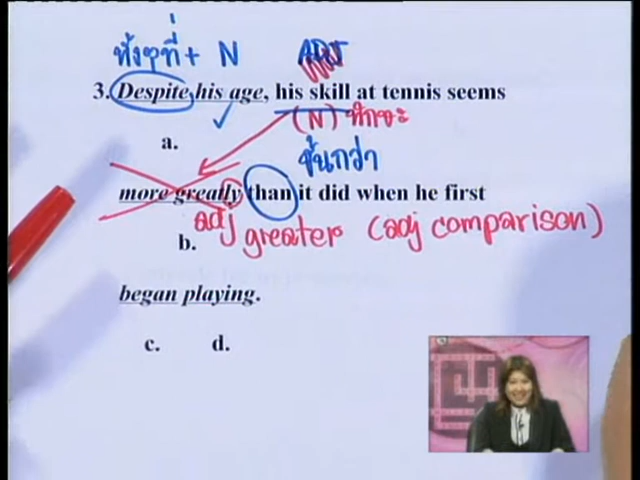 ทั้งๆที่ + N
3. Despite his age, his skill at tennis seems
a. (N) ทักษะ
ขึ้นกว่า
more greatly than it did when he first
adj greater (adj comparison)
b.
began playing.
c. d.